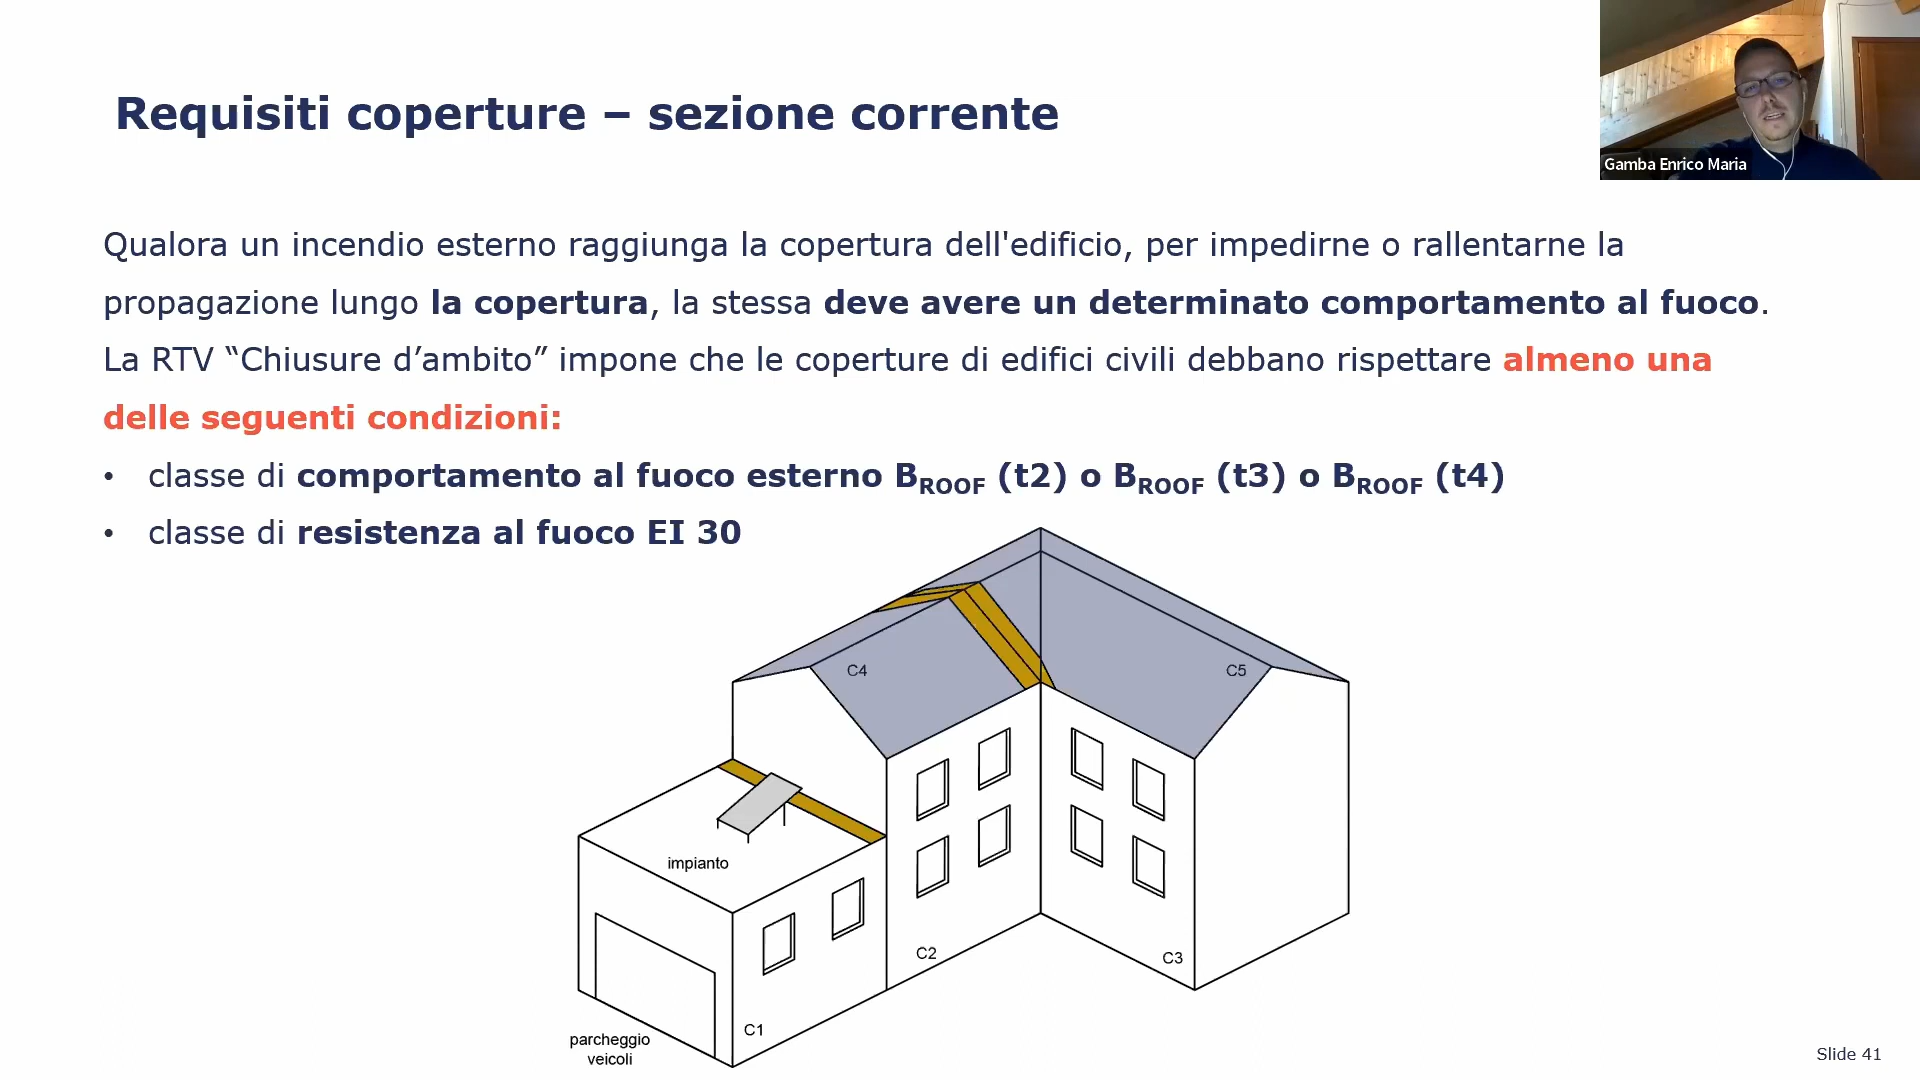 Requisiti coperture – sezione corrente
Gamba Enrico Maria
Qualora un incendio esterno raggiunga la copertura dell'edificio, per impedirne o rallentarne la
propagazione lungo la copertura, la stessa deve avere un determinato comportamento al fuoco.
La RTV “Chiusure d’ambito” impone che le coperture di edifici civili debbano rispettare almeno una
delle seguenti condizioni:
• classe di comportamento al fuoco esterno BROOF (t2) o BROOF (t3) o BROOF (t4)
• classe di resistenza al fuoco EI 30
C4
C5
impianto
C2
C3
C1
parcheggio
veicoli
Slide 41